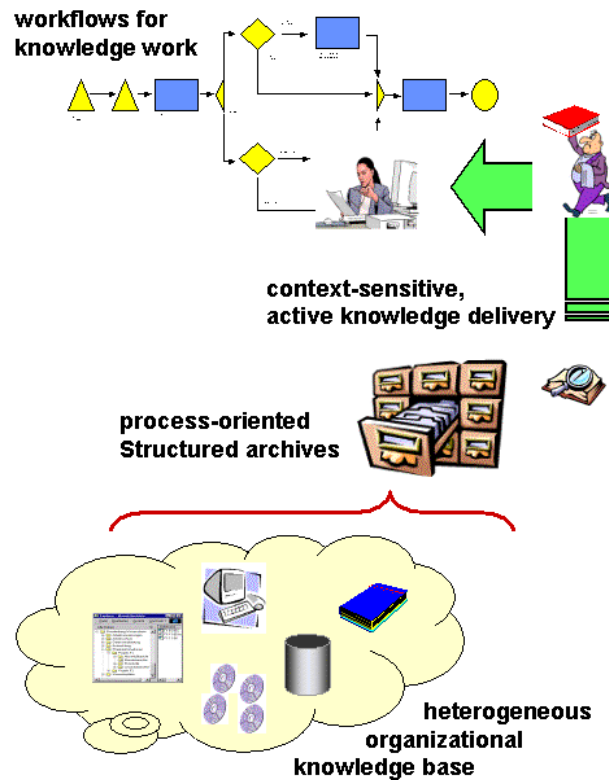 workflows for
knowledge work
context-sensitive,
active knowledge delivery
process-oriented
Structured archives
heterogeneous
organizational
knowledge base